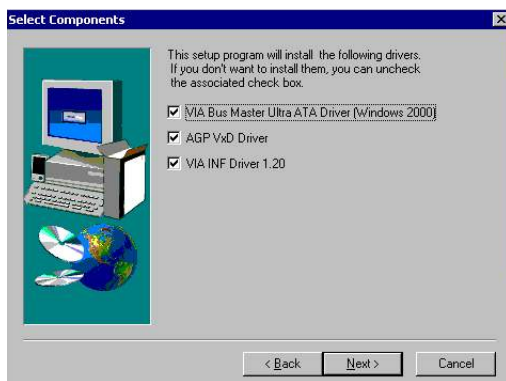 Select Components
This setup program will install the following drivers.
If you don't want to install them, you can uncheck
the associated check box.
VIA Bus Master Ultra ATA Driver (Windows 2000)
AGP VxD Driver
VIA INF Driver 1.20
< Back
Next >
Cancel